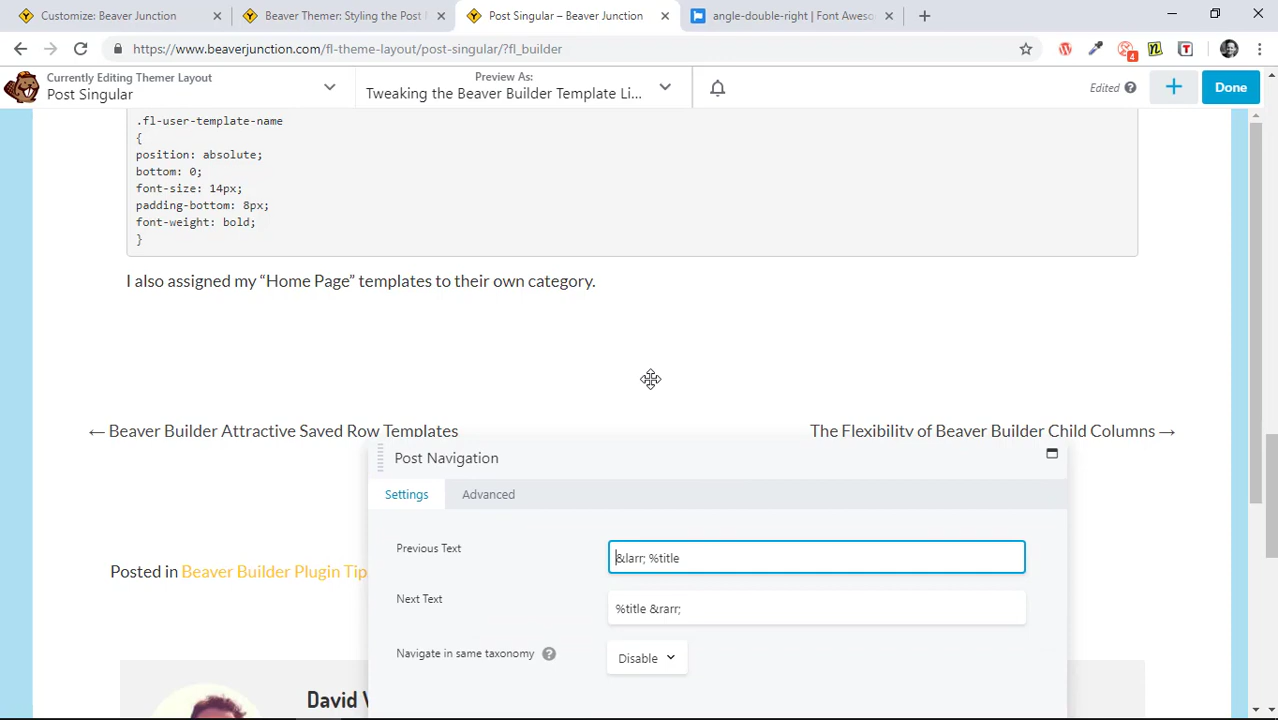 Customize: Beaver Junction
Beaver Themer: Styling the Post
Post Singular – Beaver Junction
angle-double-right | Font Aweso
https://www.beaverjunction.com/fl-theme-layout/post-singular/?fl_builder
4
Currently Editing Themer Layout
Post Singular
Preview As:
Tweaking the Beaver Builder Template Li...
Edited
?
Done
.fl-user-template-name
{
position: absolute;
bottom: 0;
font-size: 14px;
padding-bottom: 8px;
font-weight: bold;
}
I also assigned my “Home Page” templates to their own category.
← Beaver Builder Attractive Saved Row Templates
The Flexibility of Beaver Builder Child Columns →
Post Navigation
Settings
Advanced
Previous Text
&larr; %title
Next Text
%title &rarr;
Navigate in same taxonomy
?
Disable
Posted in Beaver Builder Plugin Tips
David